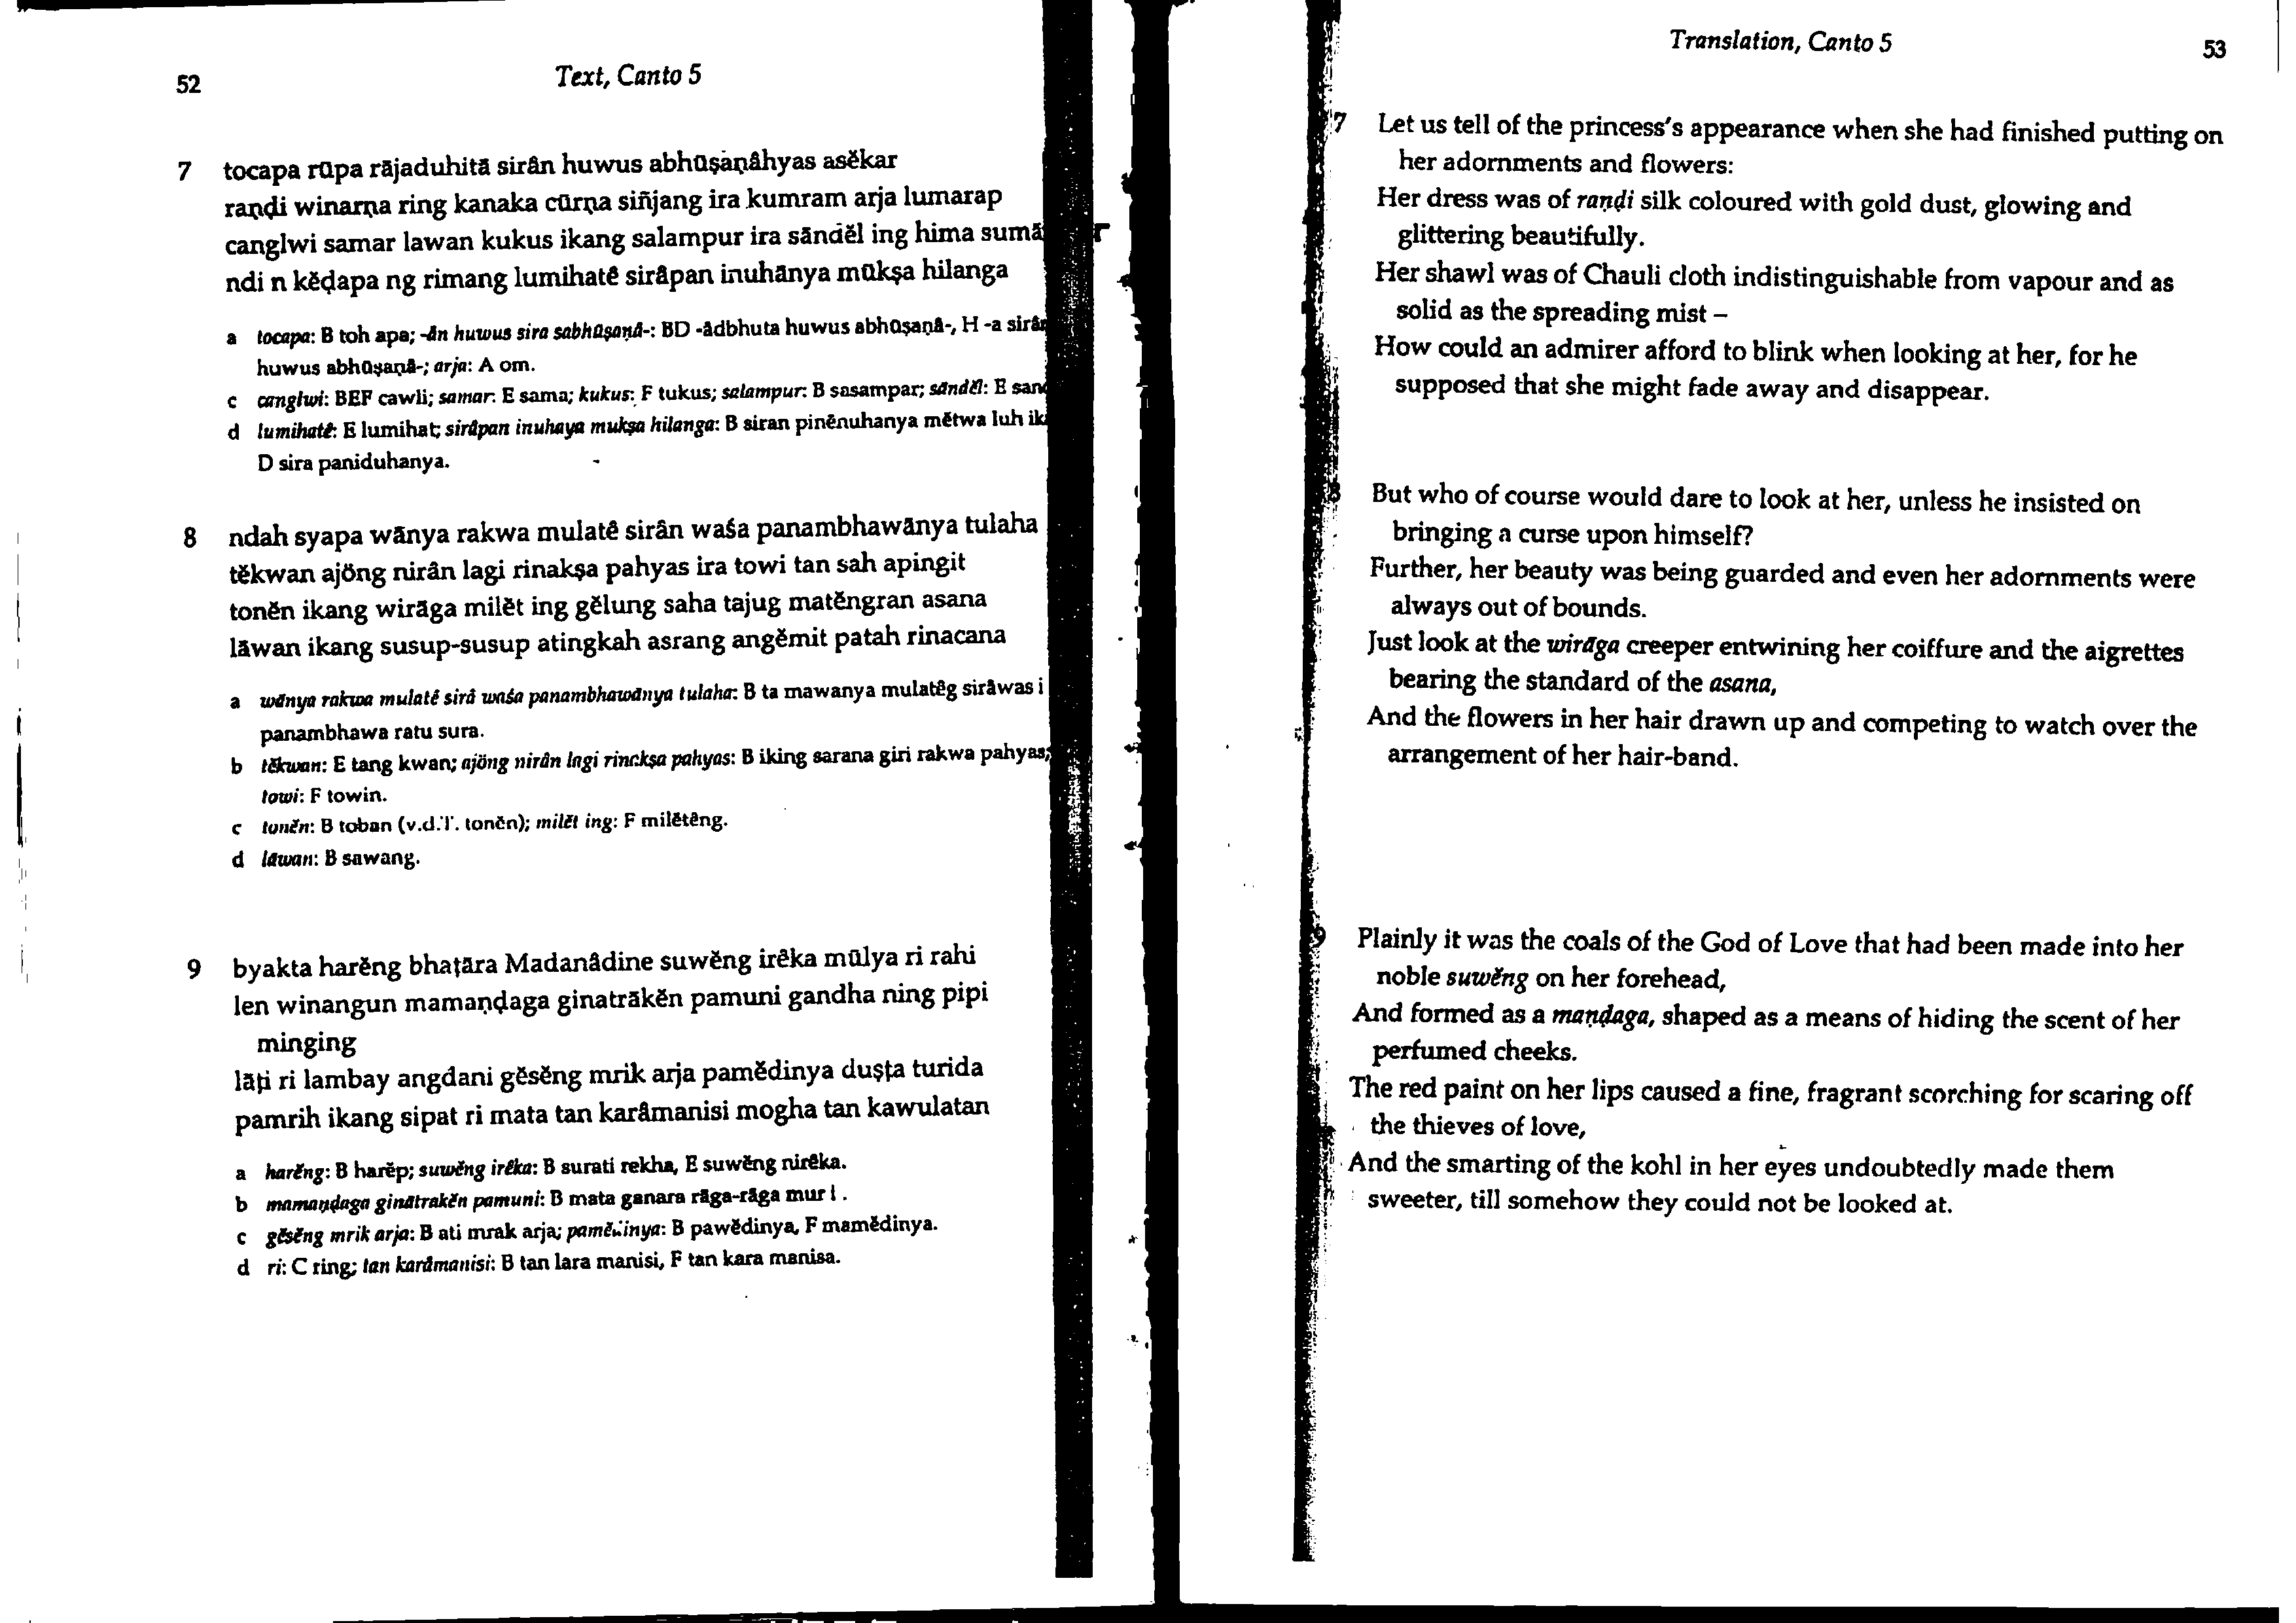 52
Text, Canto 5
7 tocapa rūpa rājaduhitā sirân huwus abhūṣaṇâhyas asĕkar
raṇḍi winarṇa ring kanaka cūrṇa siñjang ira kumram arja lumarap
canglwi samar lawan kukus ikang salampur ira sāndĕl ing hima
ndi n kĕḍapa ng rimang lumihatê sirâpan inuhānya mūkṣa hilanga
a tocapa: B toh apa; -ân huwus sira sabhūṣaṇâ-: BD -âdbhuta huwus abhūṣaṇâ-, H -a
huwus abhūṣaṇâ-; arja: A om.
c canglwi: BEF cawli; samar: E sama; kukus: F tukus; salampur: B sasampar; sāndĕl: E
d lumihatê: E lumihat; sirâpan inuhaya mukṣa hilanga: B siran pinĕnuhanya mĕtwa luh
D sira paniduhanya.
8 ndah syapa wānya rakwa mulatê sirân waśa panambhawānya tulaha
tĕkwan ajöng nirân lagi rinakṣa pahyas ira towi tan sah apingit
tonĕn ikang wirāga milĕt ing gĕlung saha tajug matĕngran asana
lāwan ikang susup-susup atingkah asrang angĕmit patah rinacana
a wānya rakwa mulatê sirâ waśa panambhawānya tulaha: B ta mawanya mulatêg sirâwas i
panambhawa ratu sura.
b tĕkwan: E tang kwan; ajöng nirân lagi rinakṣa pahyas: B iking sarana giri rakwa pahyas;
towi: F towin.
c tonĕn: B toban (v.d.T. tonĕn); milĕt ing: F milĕtêng.
d lāwan: B sawang.
9 byakta harĕng bhaṭāra Madanâdine suwĕng irêka mūlya ri rahi
len winangun mamaṇḍaga ginatrākĕn pamuni gandha ning pipi
minging
lāṭi ri lambay angdani gĕsĕng mrik arja pamĕdinya duṣṭa turida
pamrih ikang sipat ri mata tan karâmanisi mogha tan kawulatan
a harĕng: B harĕp; suwĕng irêka: B surati rekha, E suwĕng nirêka.
b mamaṇḍaga ginātrakĕn pamuni: B mata ganara rāga-rāga
c gĕsĕng mrik arja: B ati mrak arja; pamĕdinya: B pawĕdinya, F mamĕdinya.
d ri: C ring; tan karâmanisi: B tan lara manisi, F tan kara manisa.
Translation, Canto 5
53
7 Let us tell of the princess's appearance when she had finished putting on
her adornments and flowers:
Her dress was of raṇḍi silk coloured with gold dust, glowing and
glittering beautifully.
Her shawl was of Chauli cloth indistinguishable from vapour and as
solid as the spreading mist –
How could an admirer afford to blink when looking at her, for he
supposed that she might fade away and disappear.
8 But who of course would dare to look at her, unless he insisted on
bringing a curse upon himself?
Further, her beauty was being guarded and even her adornments were
always out of bounds.
Just look at the wirāga creeper entwining her coiffure and the aigrettes
bearing the standard of the asana,
And the flowers in her hair drawn up and competing to watch over the
arrangement of her hair-band.
9 Plainly it was the coals of the God of Love that had been made into her
noble suwĕng on her forehead,
And formed as a maṇḍaga, shaped as a means of hiding the scent of her
perfumed cheeks.
The red paint on her lips caused a fine, fragrant scorching for scaring off
the thieves of love,
And the smarting of the kohl in her eyes undoubtedly made them
sweeter, till somehow they could not be looked at.